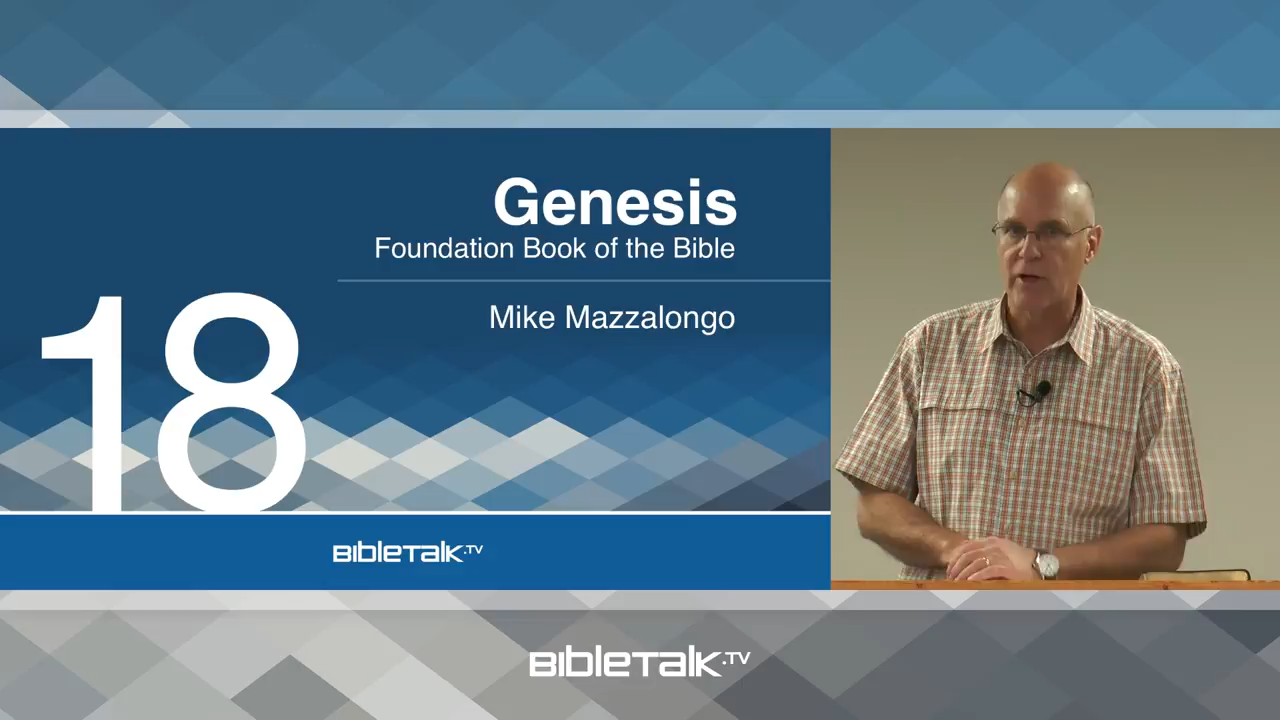 Genesis
Foundation Book of the Bible
Mike Mazzalongo
18
BIBLETALK.TV
BIBLETALK.TV